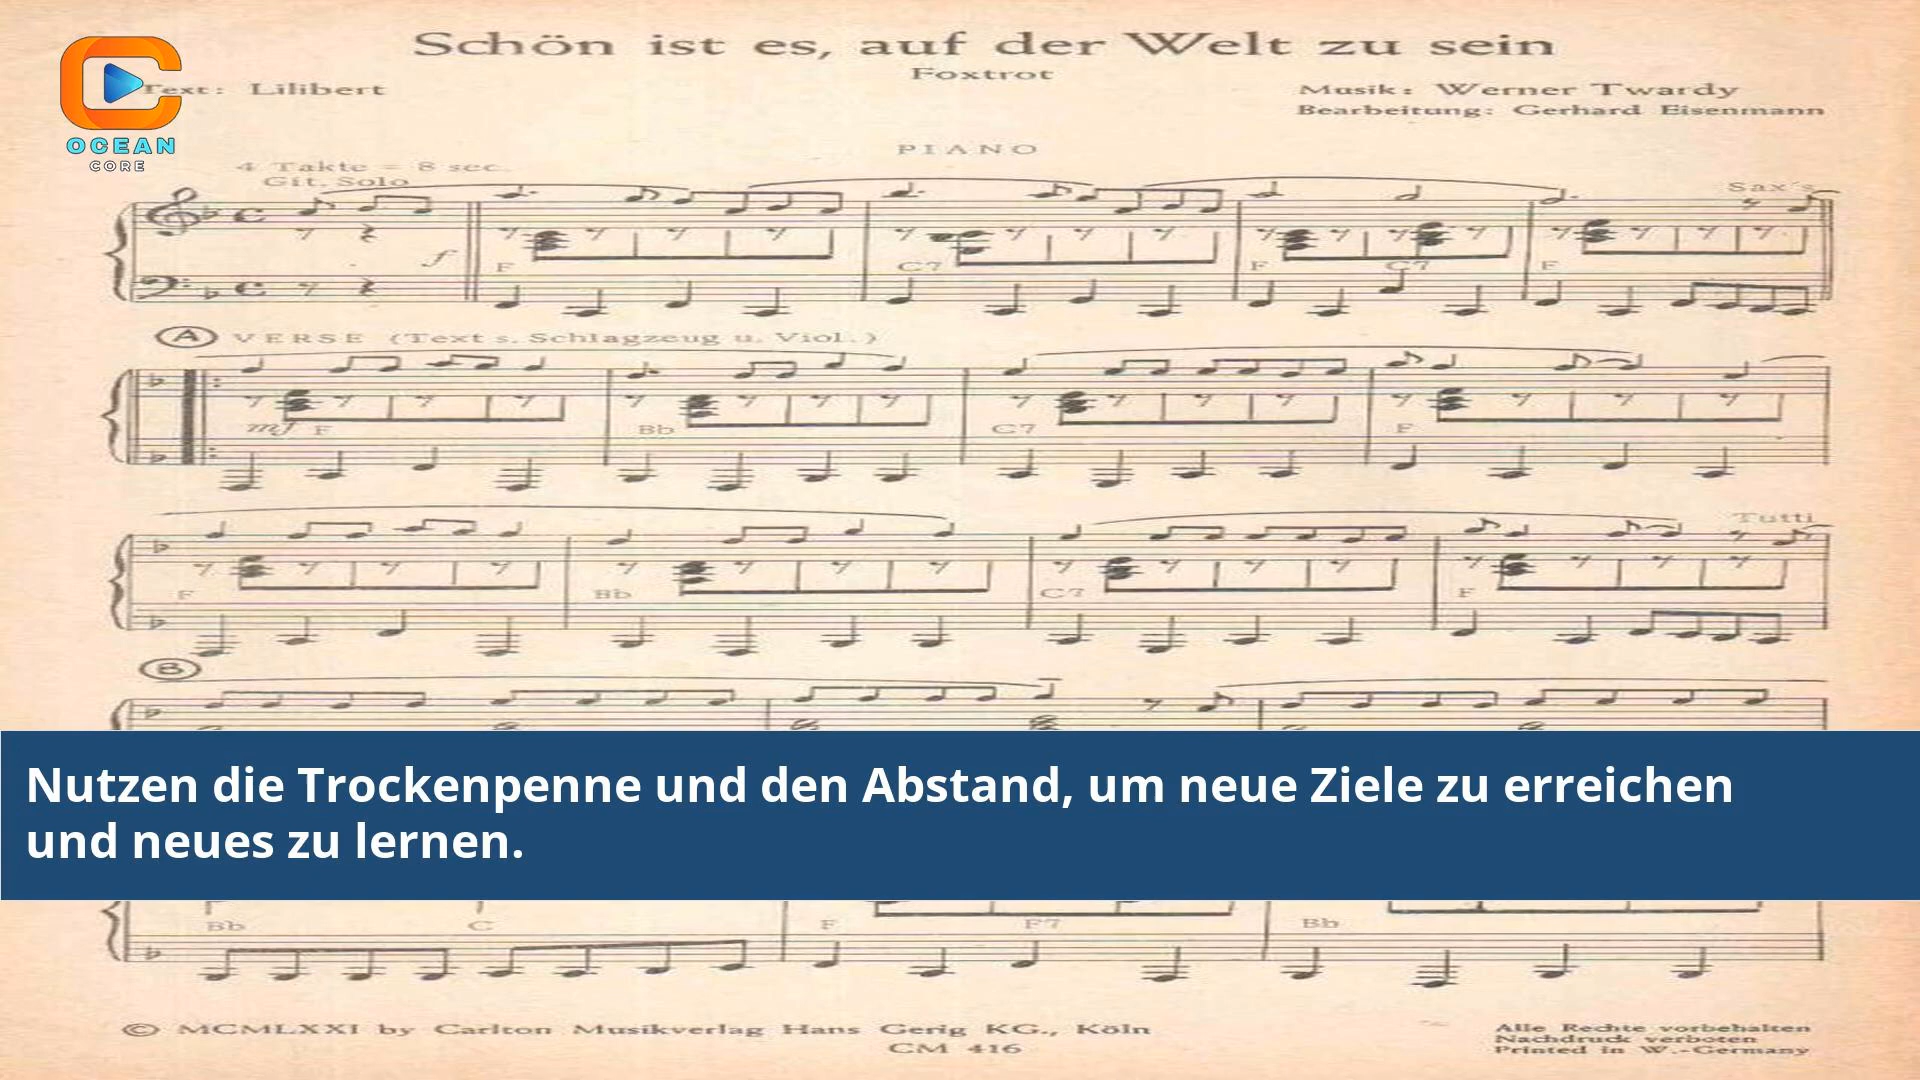 Schön ist es, auf der Welt zu sein
Foxtrot
Text: Lilibert
Musik: Werner Twardy
Bearbeitung: Gerhard Eisenmann
OCEAN
CORE
PIANO
4 Takte = 8 sec.
Git. Solo
Sax's
f
F C7 F C7 F
A VERSE (Text s. Schlagzeug u. Viol.)
mf F Bb C7 F
Tutti
F Bb C7 F
B
Nutzen die Trockenpenne und den Abstand, um neue Ziele zu erreichen
und neues zu lernen.
Bb C F F7 Bb
© MCMLXXI by Carlton Musikverlag Hans Gerig KG., Köln
CM 416
Alle Rechte vorbehalten
Nachdruck verboten
Printed in W.-Germany